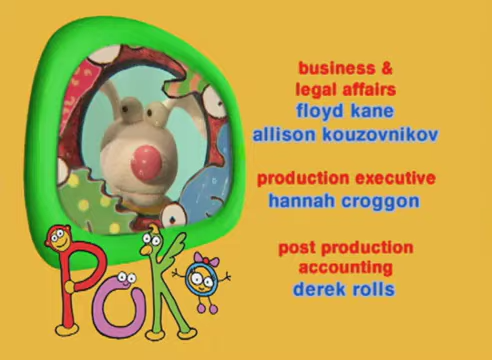 business &
legal affairs
floyd kane
allison kouzovnikov
production executive
hannah croggon
post production
accounting
derek rolls
Poko